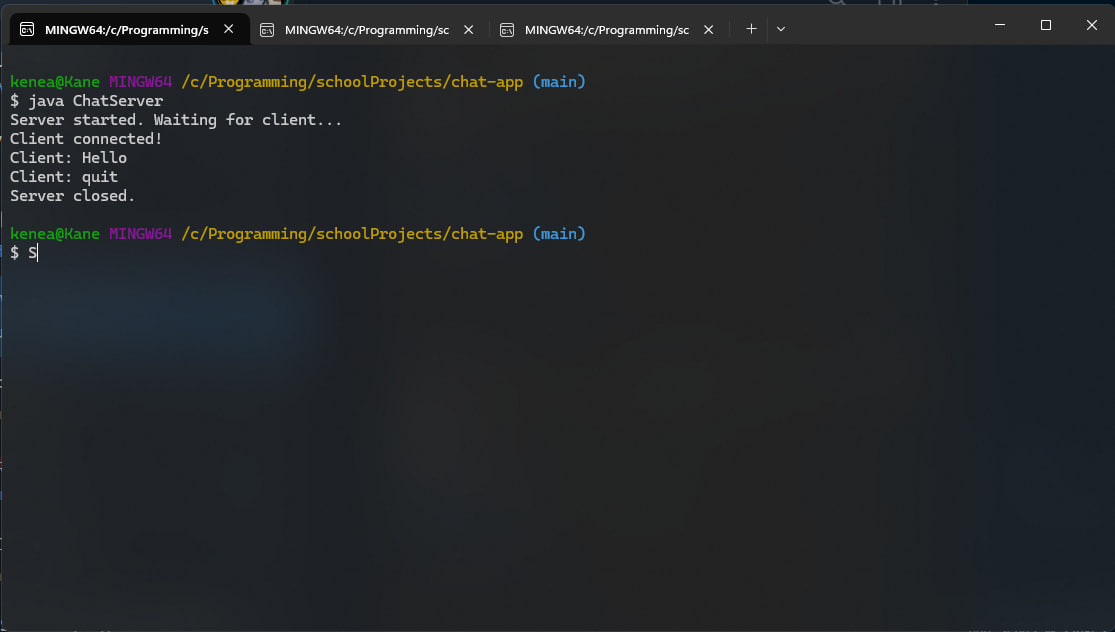 MINGW64:/c/Programming/s
MINGW64:/c/Programming/sc
MINGW64:/c/Programming/sc
kenea@Kane MINGW64 /c/Programming/schoolProjects/chat-app (main)
$ java ChatServer
Server started. Waiting for client...
Client connected!
Client: Hello
Client: quit
Server closed.
kenea@Kane MINGW64 /c/Programming/schoolProjects/chat-app (main)
$ S